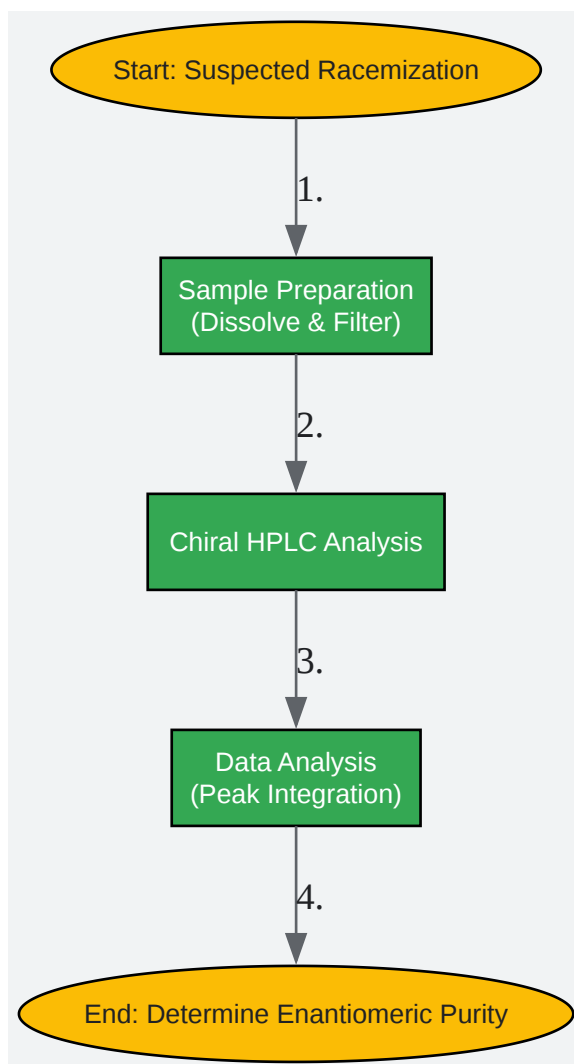 Start: Suspected Racemization
1.
Sample Preparation
(Dissolve & Filter)
2.
Chiral HPLC Analysis
3.
Data Analysis
(Peak Integration)
4.
End: Determine Enantiomeric Purity